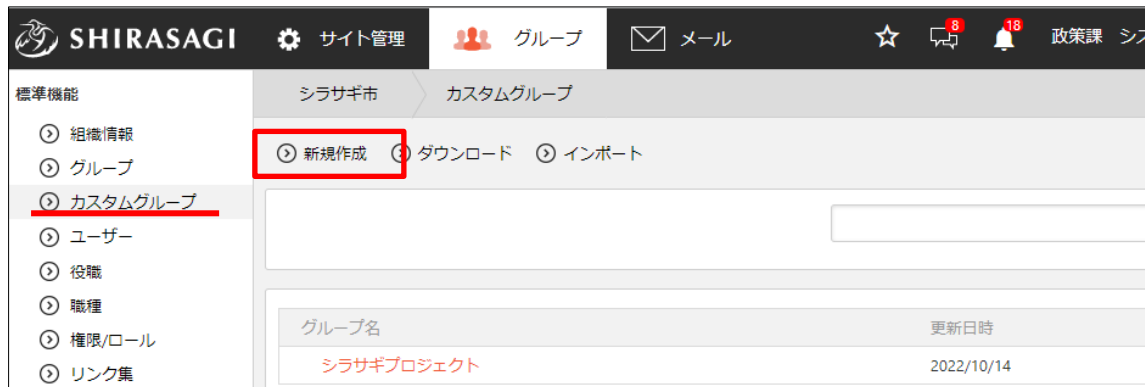 SHIRASAGI サイト管理 グループ メール 8 18 政策課 シス
標準機能
組織情報
グループ
カスタムグループ
ユーザー
役職
職種
権限/ロール
リンク集
シラサギ市 カスタムグループ
新規作成 ダウンロード インポート
グループ名 更新日時
シラサギプロジェクト 2022/10/14